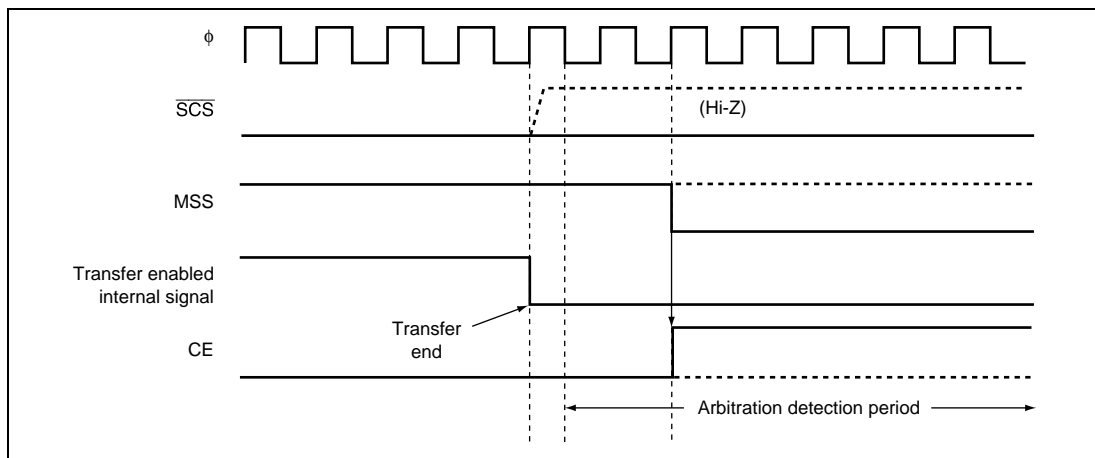 ϕ
SCS
(Hi-Z)
MSS
Transfer enabled
internal signal
Transfer
end
CE
Arbitration detection period